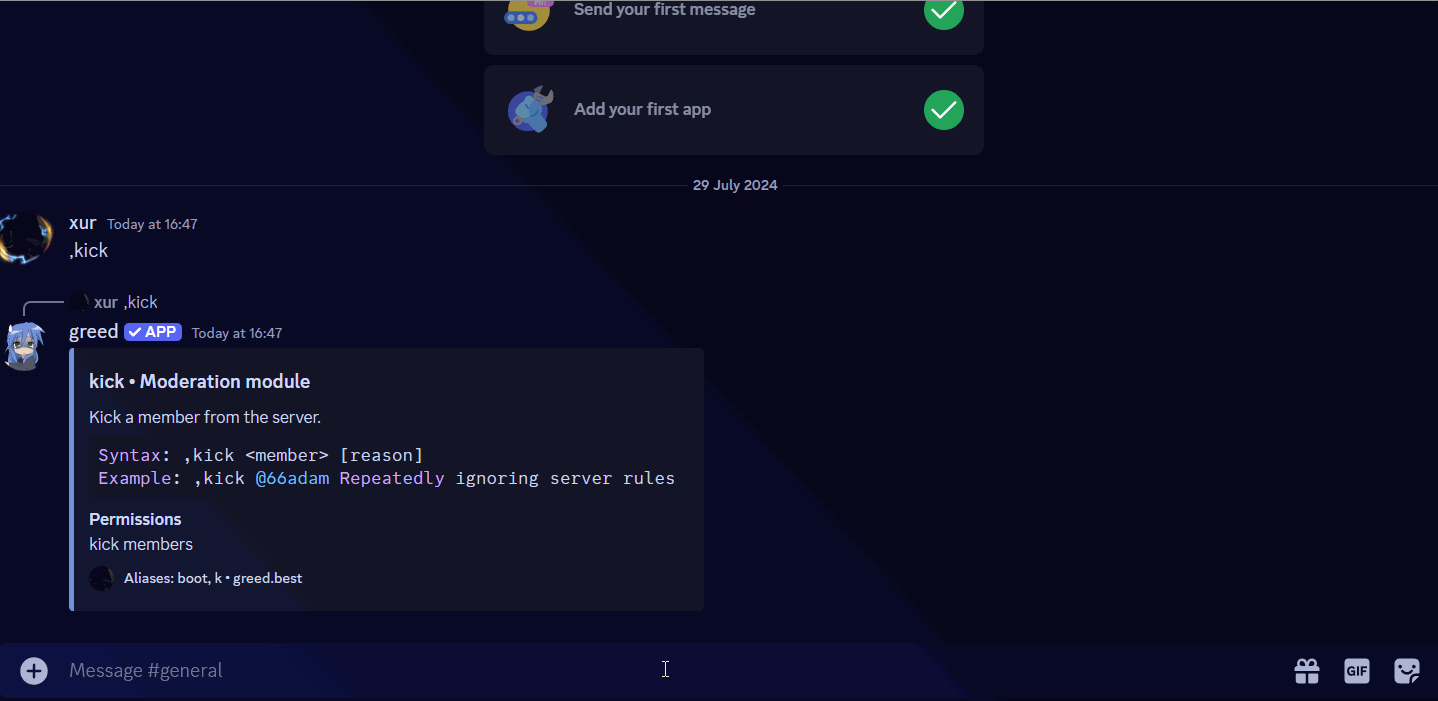 Send your first message
Add your first app
29 July 2024
xur Today at 16:47
,kick
xur ,kick
greed APP Today at 16:47
kick • Moderation module
Kick a member from the server.
Syntax: ,kick <member> [reason]
Example: ,kick @66adam Repeatedly ignoring server rules
Permissions
kick members
Aliases: boot, k • greed.best
Message #general
GIF